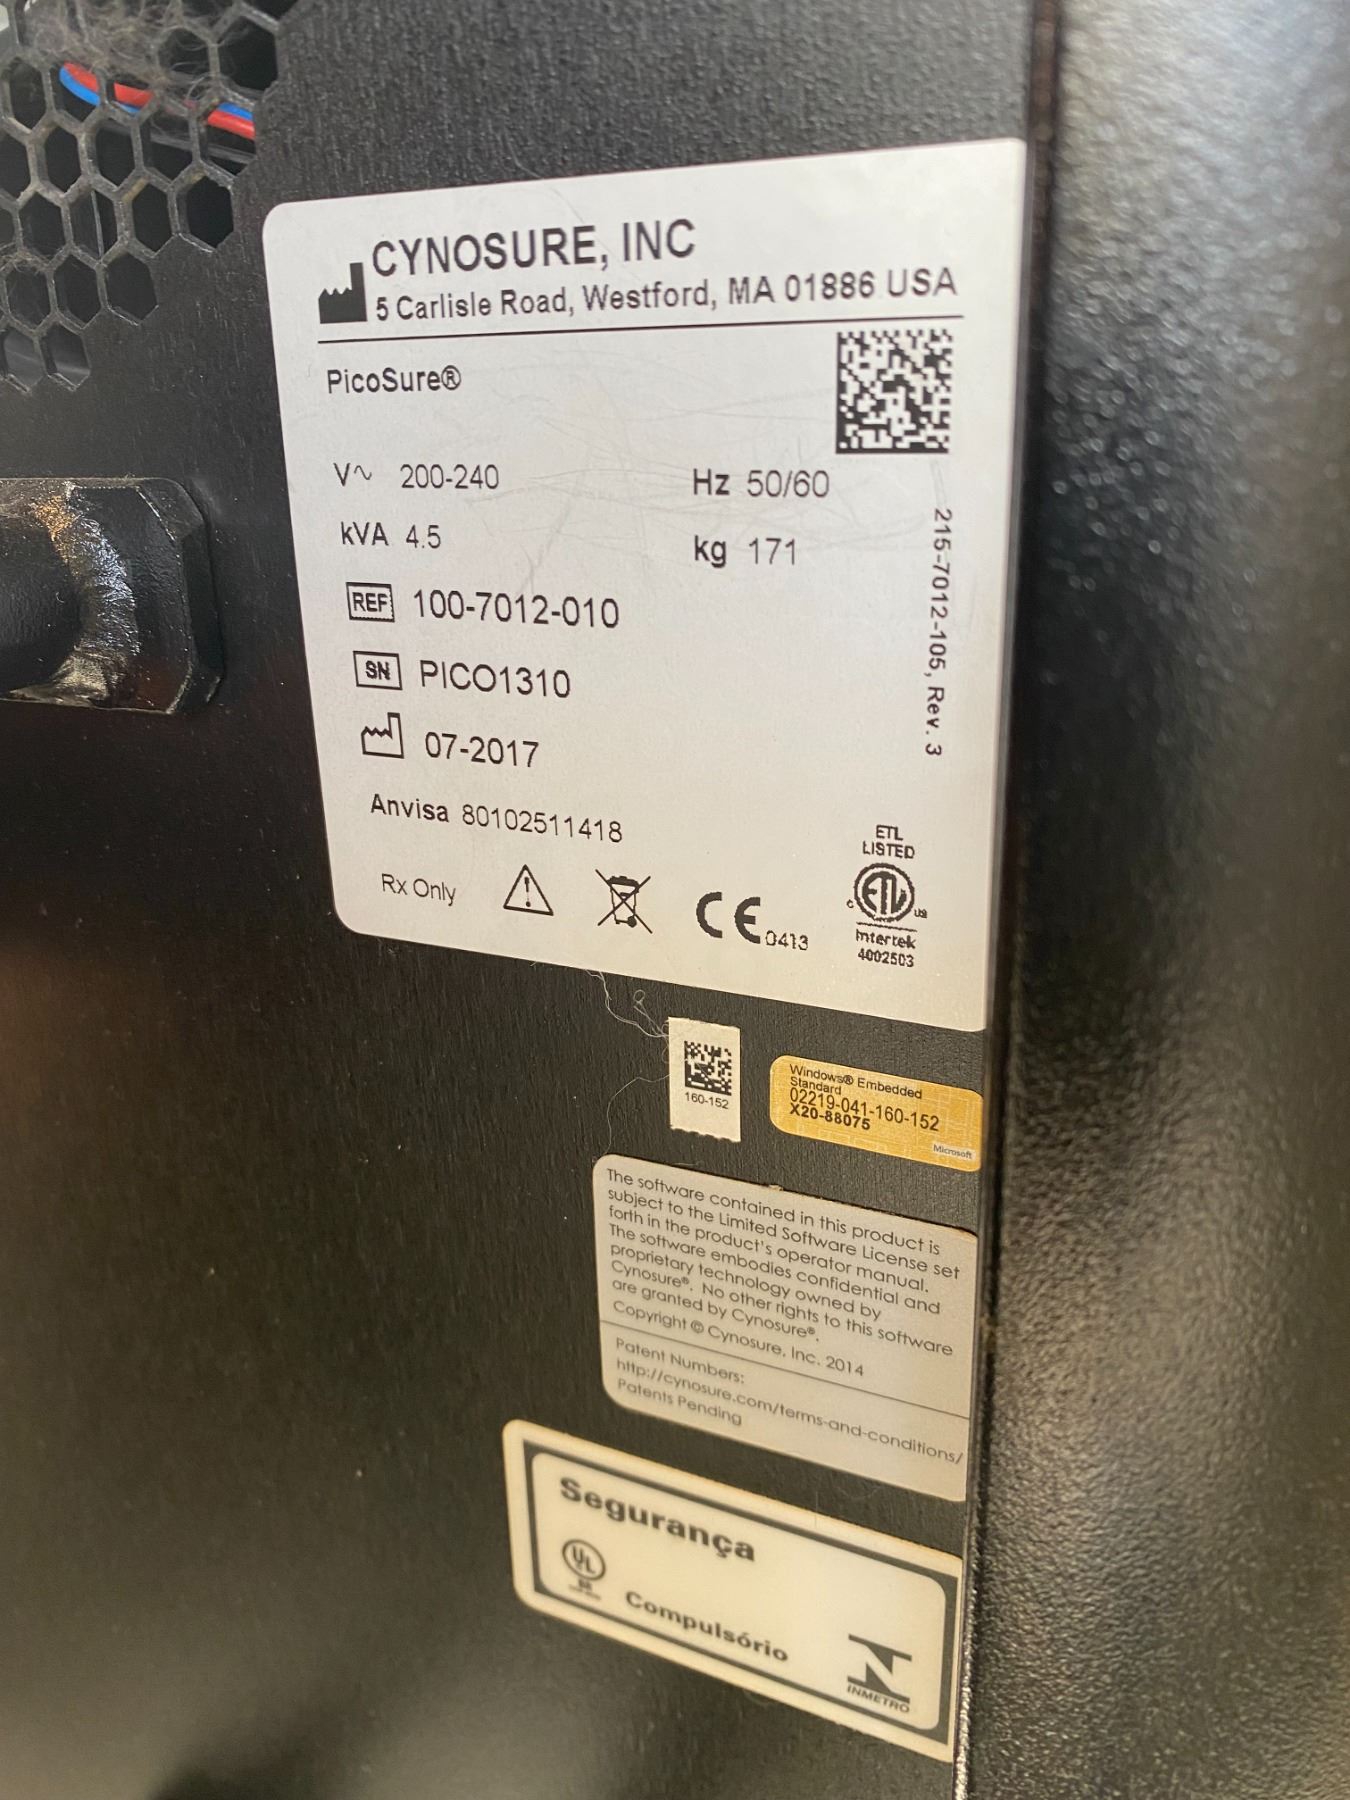 CYNOSURE, INC
5 Carlisle Road, Westford, MA 01886 USA
PicoSure®
V~ 200-240 Hz 50/60
kVA 4.5 kg 171
REF 100-7012-010
SN PICO1310
07-2017
Anvisa 80102511418
215-7012-105, Rev. 3
Rx Only
CE 0413
ETL
LISTED
ETL
C US
Intertek
4002503
160-152
Windows® Embedded
Standard
02219-041-160-152
X20-88075
Microsoft
The software contained in this product is
subject to the Limited Software License set
forth in the product's operator manual.
The software embodies confidential and
proprietary technology owned by
Cynosure®. No other rights to this software
are granted by Cynosure®.
Copyright © Cynosure, Inc. 2014
Patent Numbers:
http://cynosure.com/terms-and-conditions/
Patents Pending
Segurança
UL
Compulsório
INMETRO